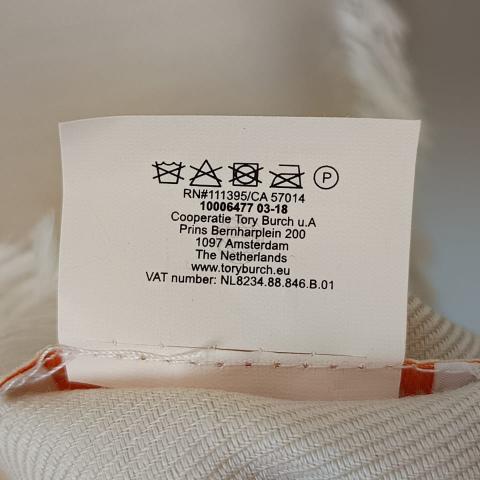 P
RN#111395/CA 57014
10006477 03-18
Cooperatie Tory Burch u.A
Prins Bernharplein 200
1097 Amsterdam
The Netherlands
www.toryburch.eu
VAT number: NL8234.88.846.B.01